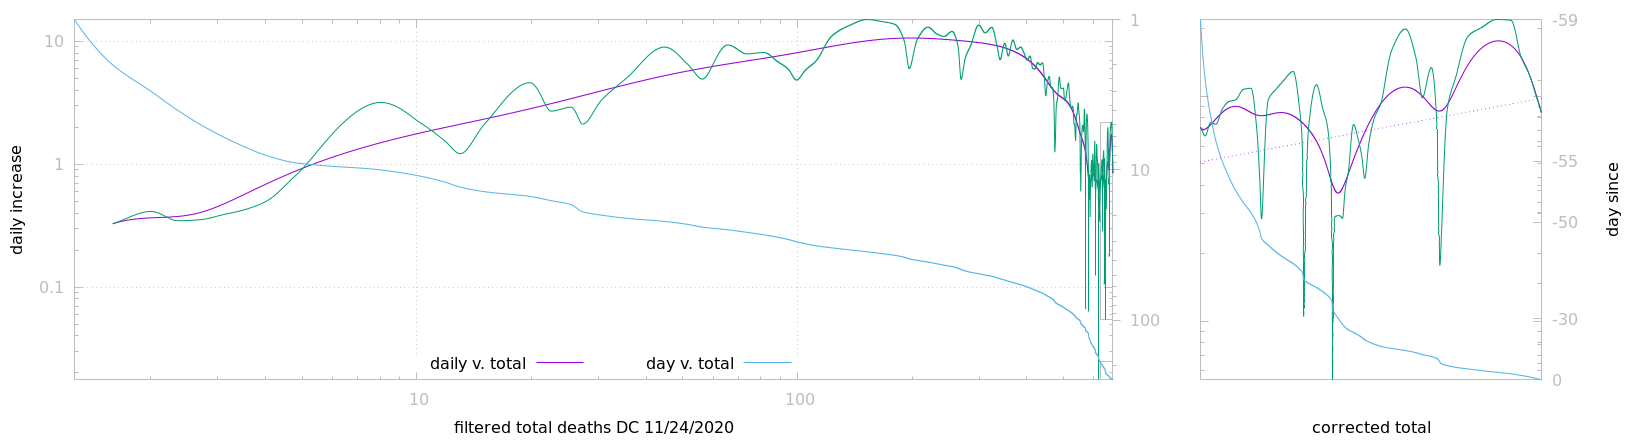 10
1
0.1
daily increase
10
100
1
10
100
daily v. total
day v. total
filtered total deaths DC 11/24/2020
-59
-55
-50
-30
0
day since
corrected total